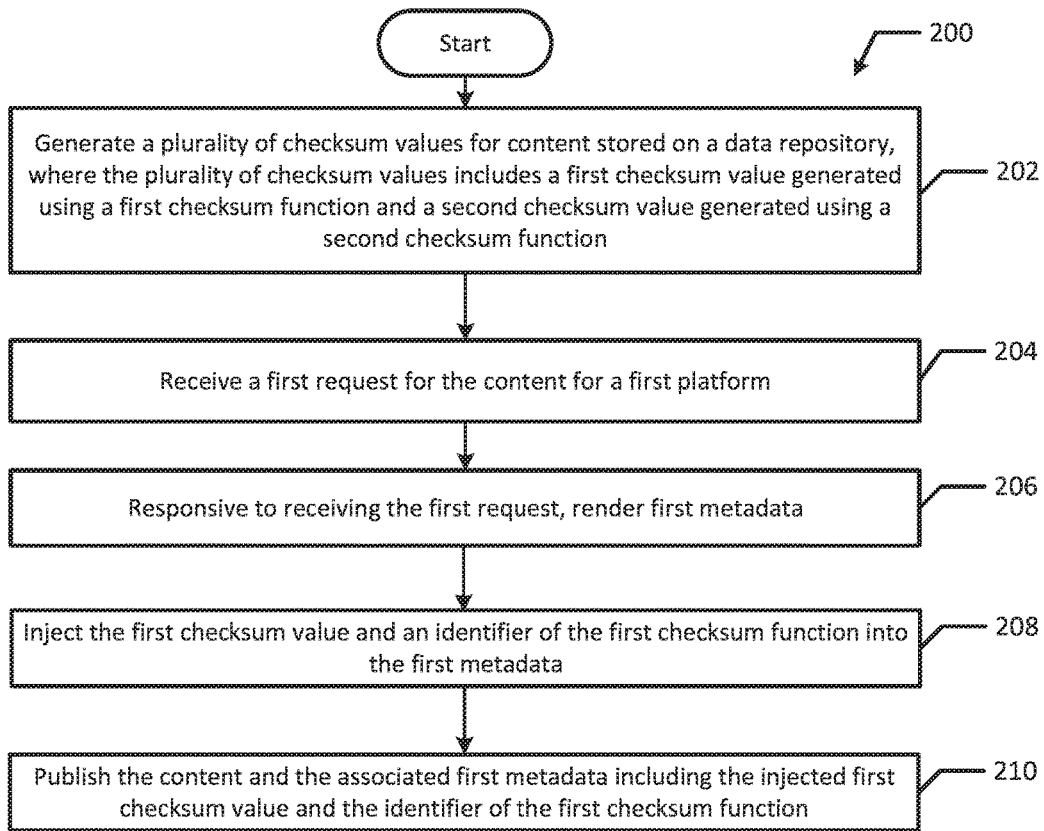 Start
200
Generate a plurality of checksum values for content stored on a data repository,
where the plurality of checksum values includes a first checksum value generated
using a first checksum function and a second checksum value generated using a
second checksum function
202
Receive a first request for the content for a first platform
204
Responsive to receiving the first request, render first metadata
206
Inject the first checksum value and an identifier of the first checksum function into
the first metadata
208
Publish the content and the associated first metadata including the injected first
checksum value and the identifier of the first checksum function
210